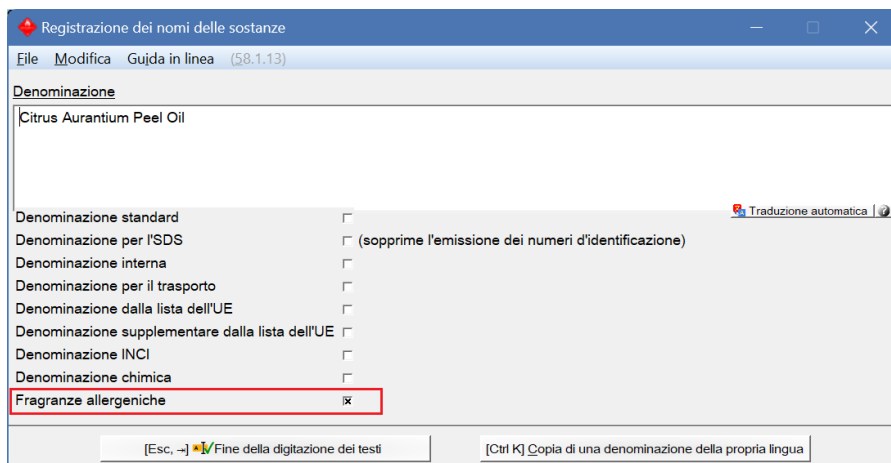 Registrazione dei nomi delle sostanze
File Modifica Guida in linea (58.1.13)
Denominazione
Citrus Aurantium Peel Oil
Traduzione automatica
Denominazione standard
Denominazione per l'SDS (sopprime l'emissione dei numeri d'identificazione)
Denominazione interna
Denominazione per il trasporto
Denominazione dalla lista dell'UE
Denominazione supplementare dalla lista dell'UE
Denominazione INCI
Denominazione chimica
Fragranze allergeniche
[Esc, →] Fine della digitazione dei testi [Ctrl K] Copia di una denominazione della propria lingua